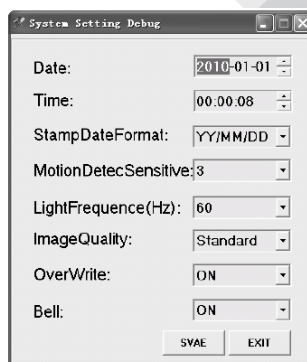 System Setting Debug
Date: 2010-01-01
Time: 00:00:08
StampDateFormat: YY/MM/DD
MotionDetecSensitive: 3
LightFrequence(Hz): 60
ImageQuality: Standard
OverWrite: ON
Bell: ON
SVAE EXIT